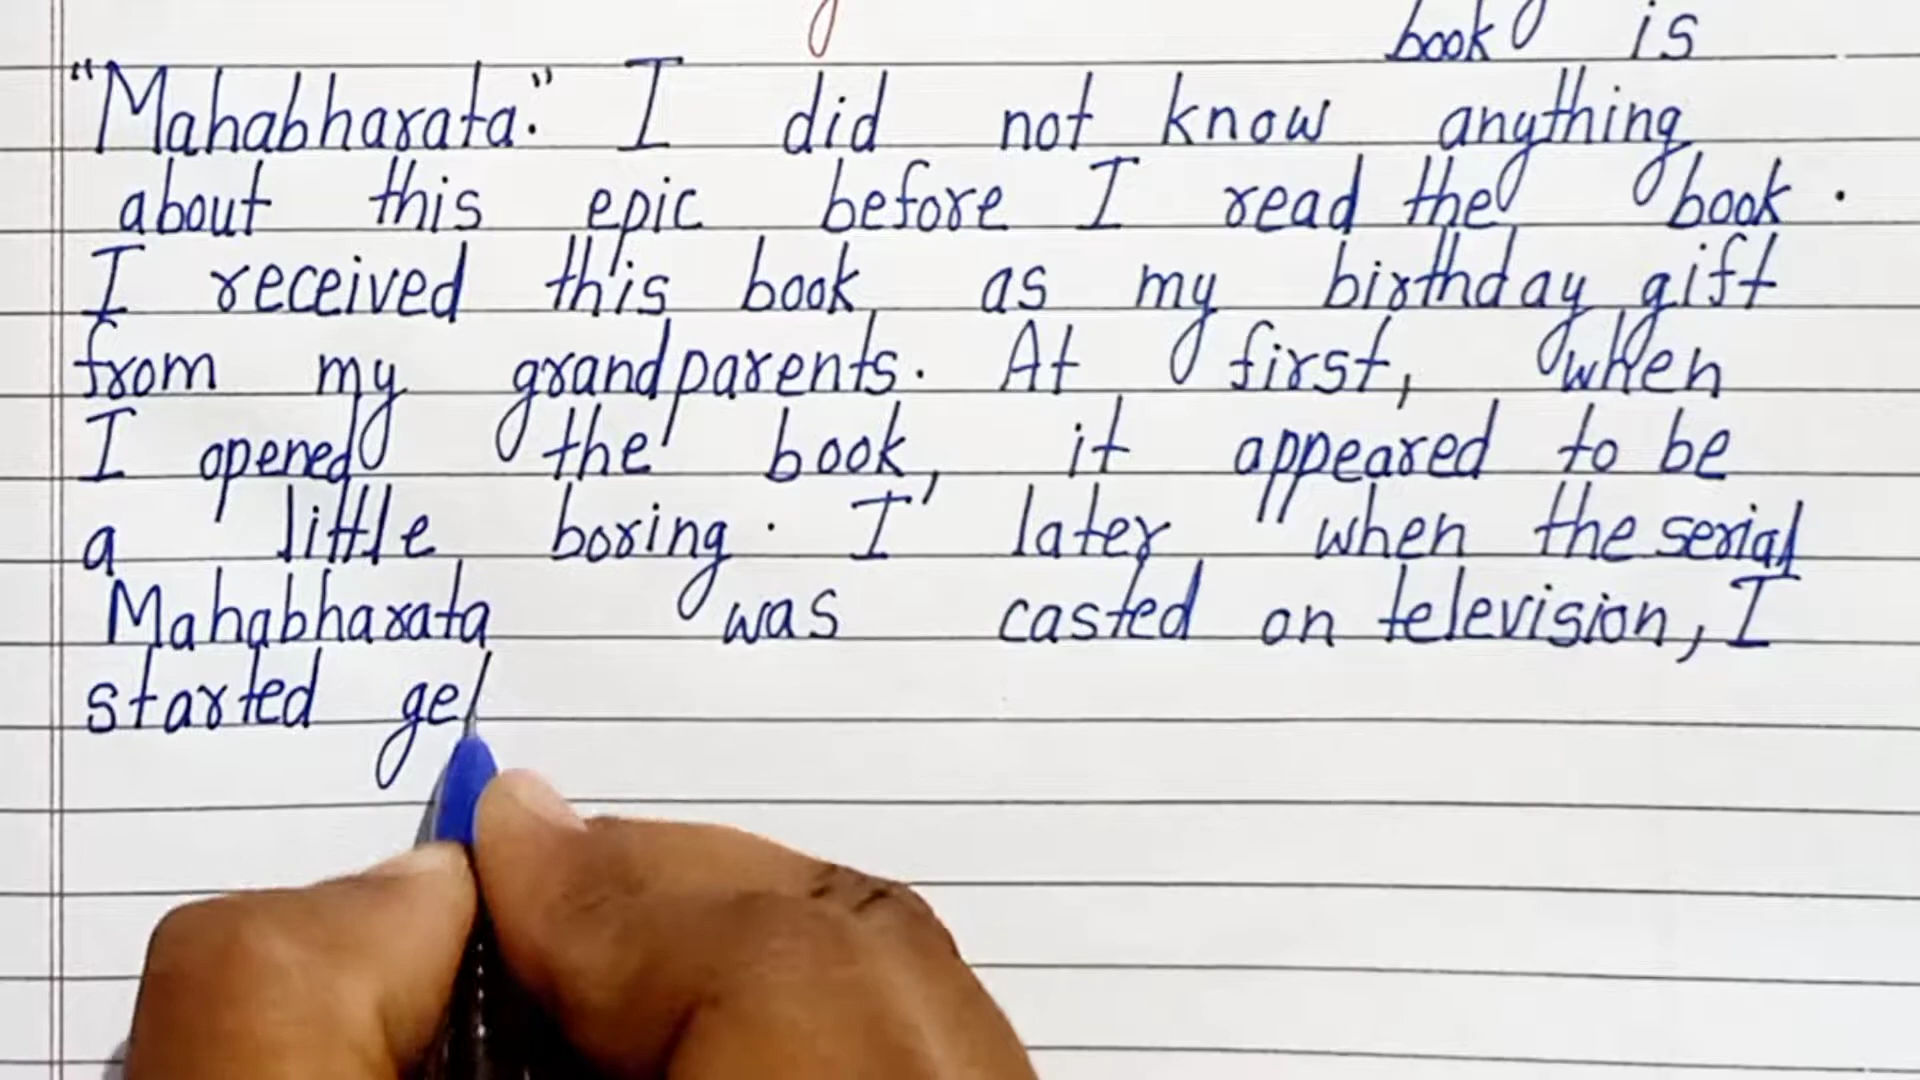 book is
"Mahabharata." I did not know anything
about this epic before I read the book.
I received this book as my birthday gift
from my grandparents. At first, when
I opened the book, it appeared to be
a little boring. I later when the serial
Mahabharata was casted on television, I
started